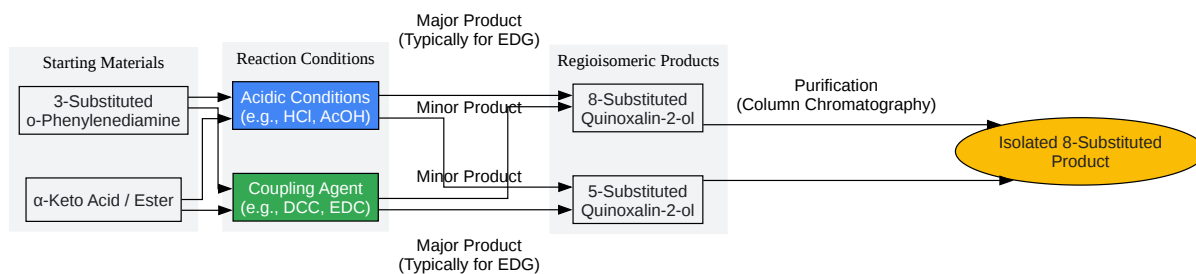 Major Product
(Typically for EDG)
Starting Materials
Reaction Conditions
Regioisomeric Products
3-Substituted
o-Phenylenediamine
Acidic Conditions
(e.g., HCl, AcOH)
Minor Product
8-Substituted
Quinoxalin-2-ol
Purification
(Column Chromatography)
Isolated 8-Substituted
Product
α-Keto Acid / Ester
Coupling Agent
(e.g., DCC, EDC)
Minor Product
5-Substituted
Quinoxalin-2-ol
Major Product
(Typically for EDG)